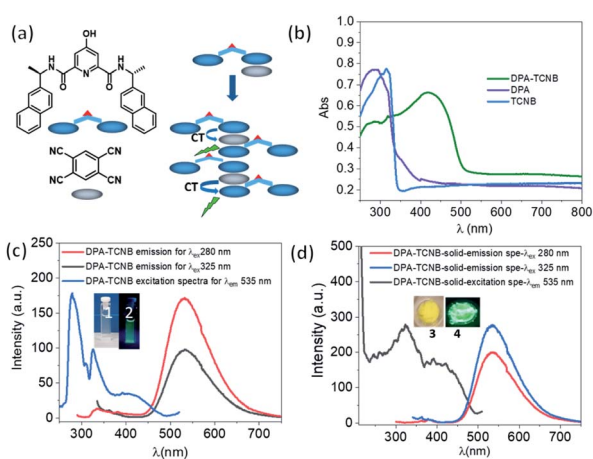 (a)
OH
H
N
O
N
O
H
N
NC
CN
NC
CN
CT
CT
(b)
Abs
1.0
0.9
0.8
0.7
0.6
0.5
0.4
0.3
0.2
DPA-TCNB
DPA
TCNB
300 400 500 600 700 800
λ (nm)
(c)
Intensity (a.u.)
250
200
150
100
50
0
DPA-TCNB emission for λex280 nm
DPA-TCNB emission for λex325 nm
DPA-TCNB excitation spectra for λem 535 nm
1 2
300 400 500 600 700
λ(nm)
(d)
Intensity (a.u.)
500
400
300
200
100
0
DPA-TCNB-solid-emission spe-λex 280 nm
DPA-TCNB-solid-emission spe-λex 325 nm
DPA-TCNB-solid-excitation spe-λem 535 nm
3 4
300 400 500 600 700
λ(nm)